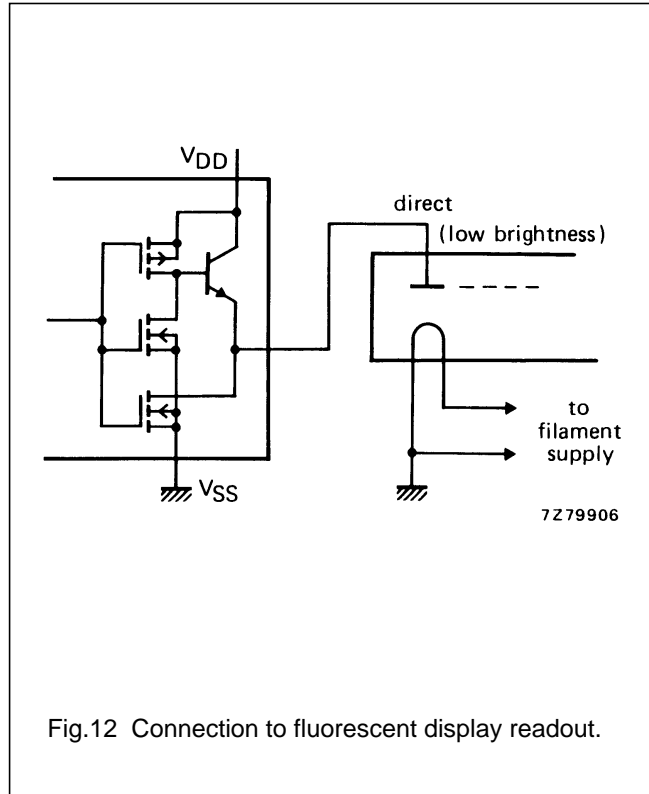 VDD
direct
(low brightness)
to
filament
supply
VSS
7Z79906
Fig.12 Connection to fluorescent display readout.